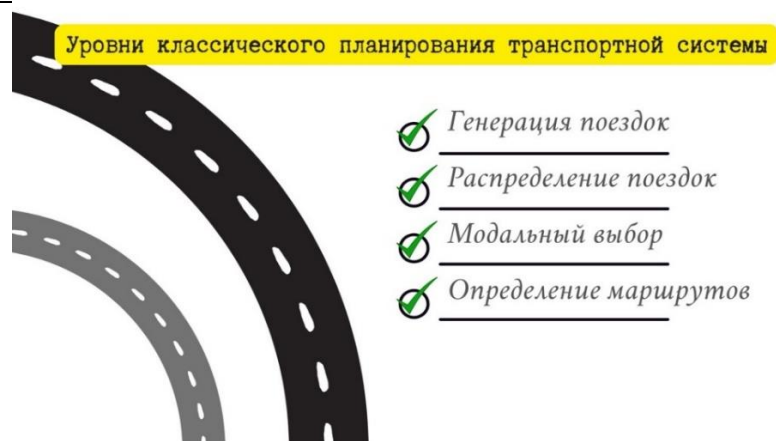 Уровни классического планирования транспортной системы
Генерация поездок
Распределение поездок
Модальный выбор
Определение маршрутов